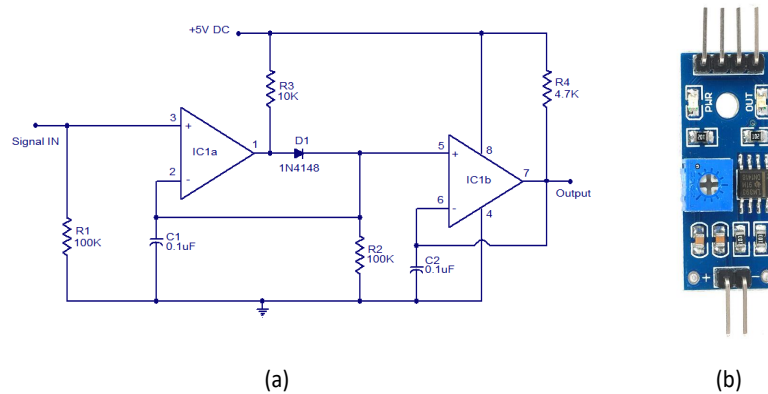 +5V DC
R3
10K
R4
4.7K
Signal IN
3
+
IC1a
2
-
1
D1
1N4148
5
+
8
IC1b
6
-
7
4
Output
R1
100K
C1
0.1uF
R2
100K
C2
0.1uF
PWR
OUT
+
-
(a)
(b)